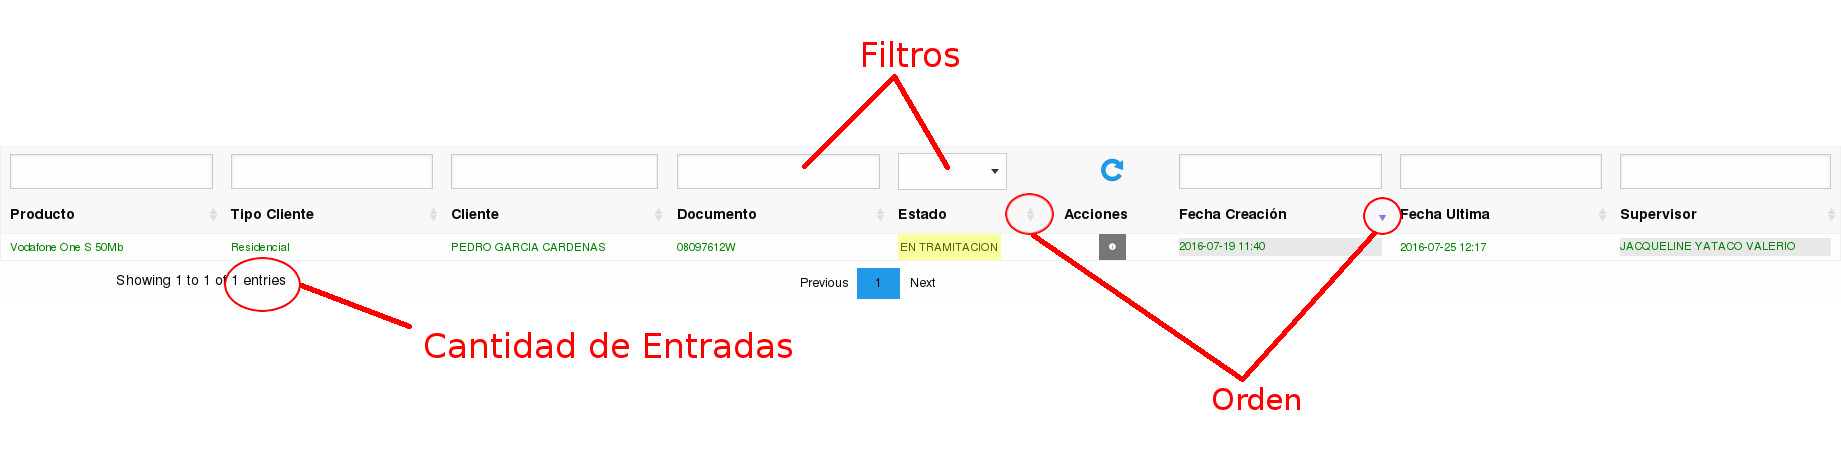 Filtros
Producto Tipo Cliente Cliente Documento Estado Acciones Fecha Creación Fecha Ultima Supervisor
Vodafone One S 50Mb Residencial PEDRO GARCIA CARDENAS 08097612W EN TRAMITACION 2016-07-19 11:40 2016-07-25 12:17 JACQUELINE YATACO VALERIO
Showing 1 to 1 of 1 entries Previous 1 Next
Cantidad de Entradas
Orden